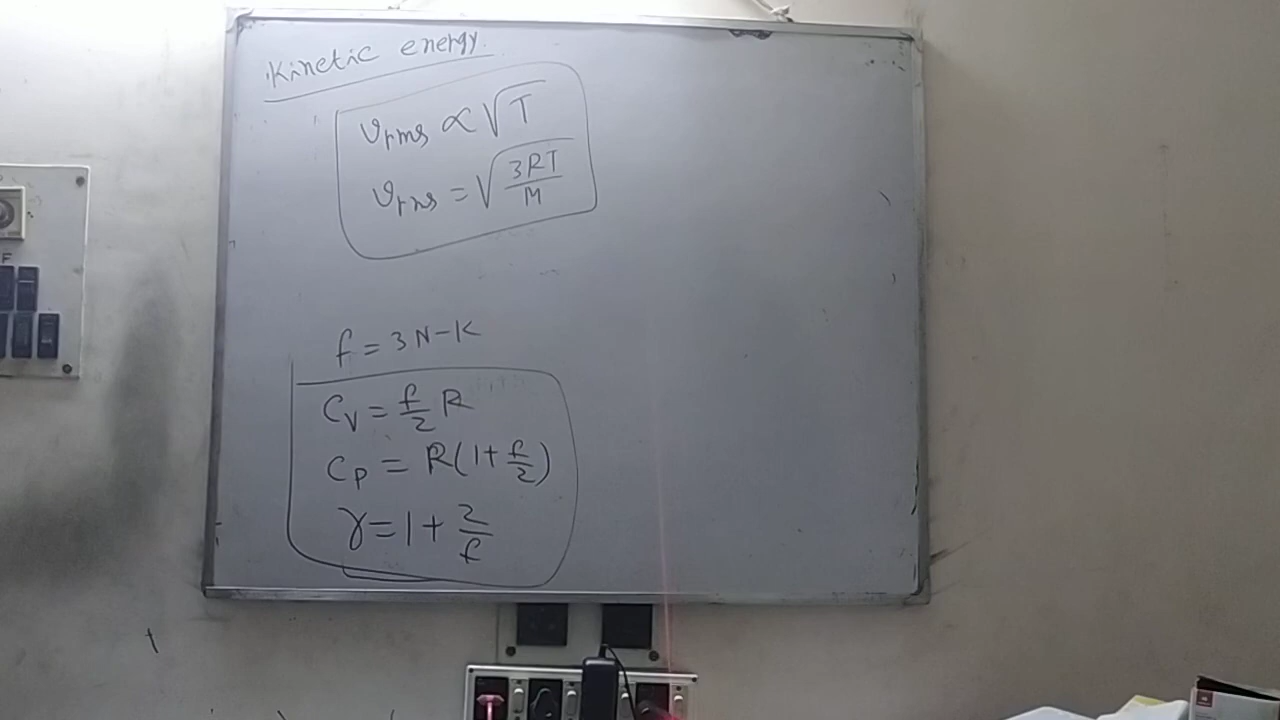 Kinetic energy.
vrms ∝ √T
vrms = √(3RT/M)
f = 3N-K
Cv = f/2 R
Cp = R(1+f/2)
γ = 1+2/f
F